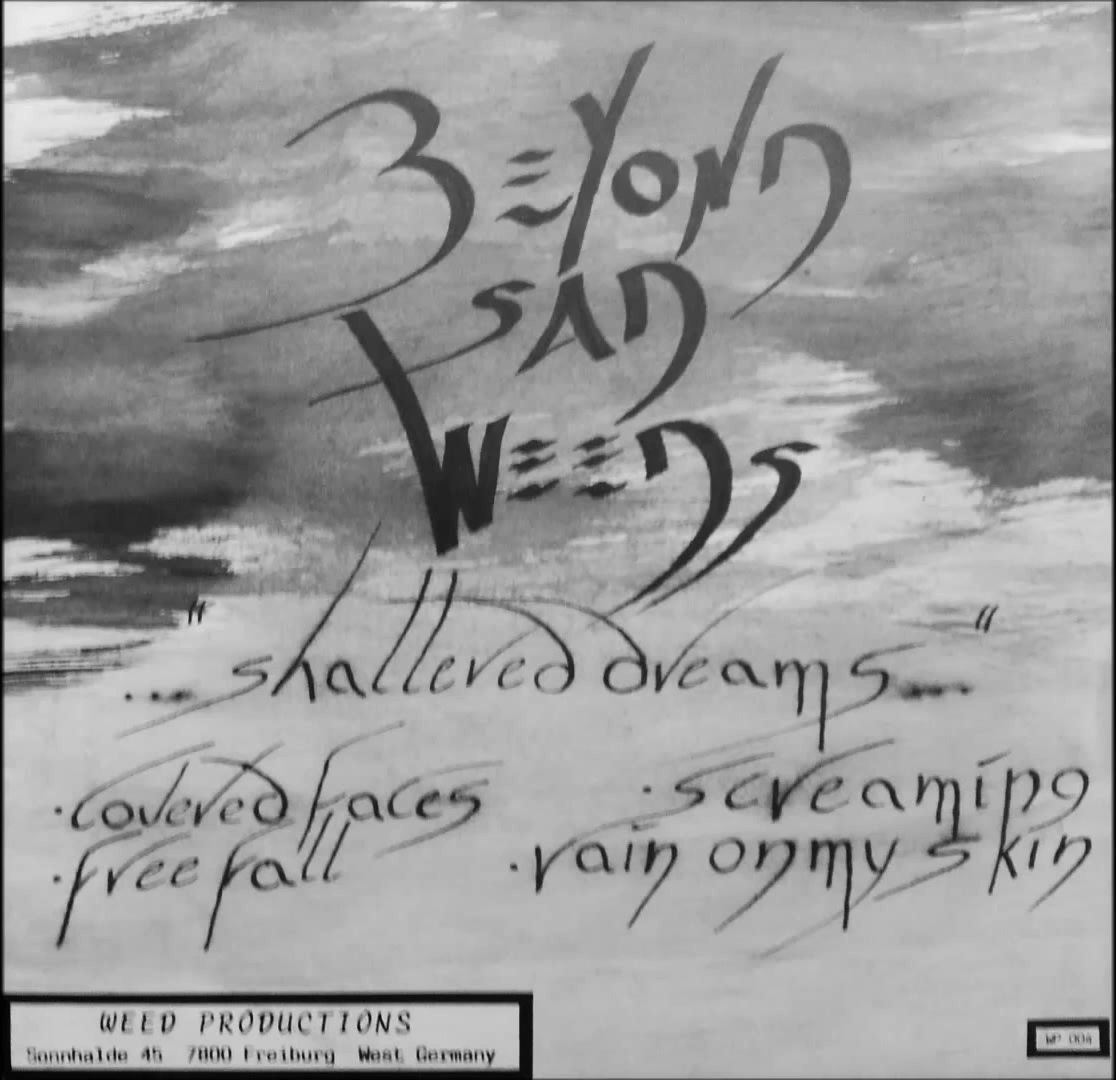 BEYOND
SAD
WEEDS
"...shattered dreams..."
·covered faces
·free fall
·screaming
·rain on my skin
WEED PRODUCTIONS
Sonnhalde 45 7800 Freiburg West Germany
WP 004